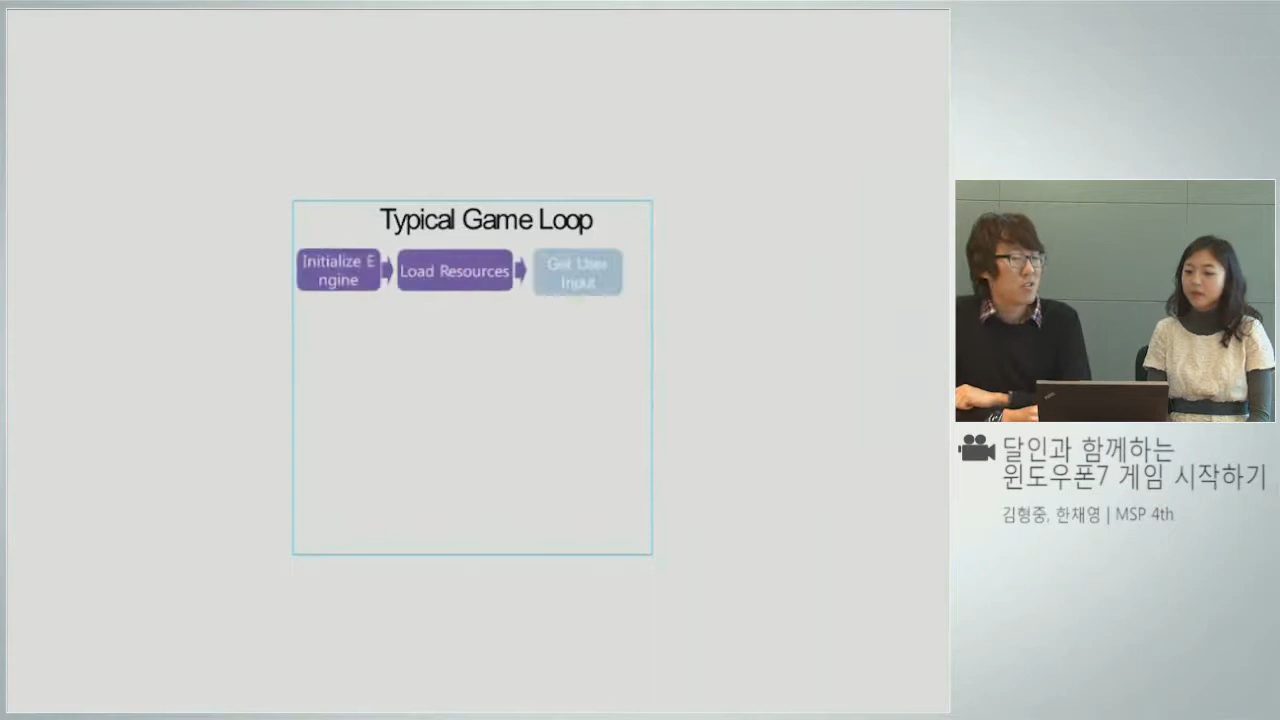 Typical Game Loop
Initialize E
ngine
Load Resources
Get User
Input
달인과 함께하는
윈도우폰7 게임 시작하기
김형중, 한채영 | MSP 4th